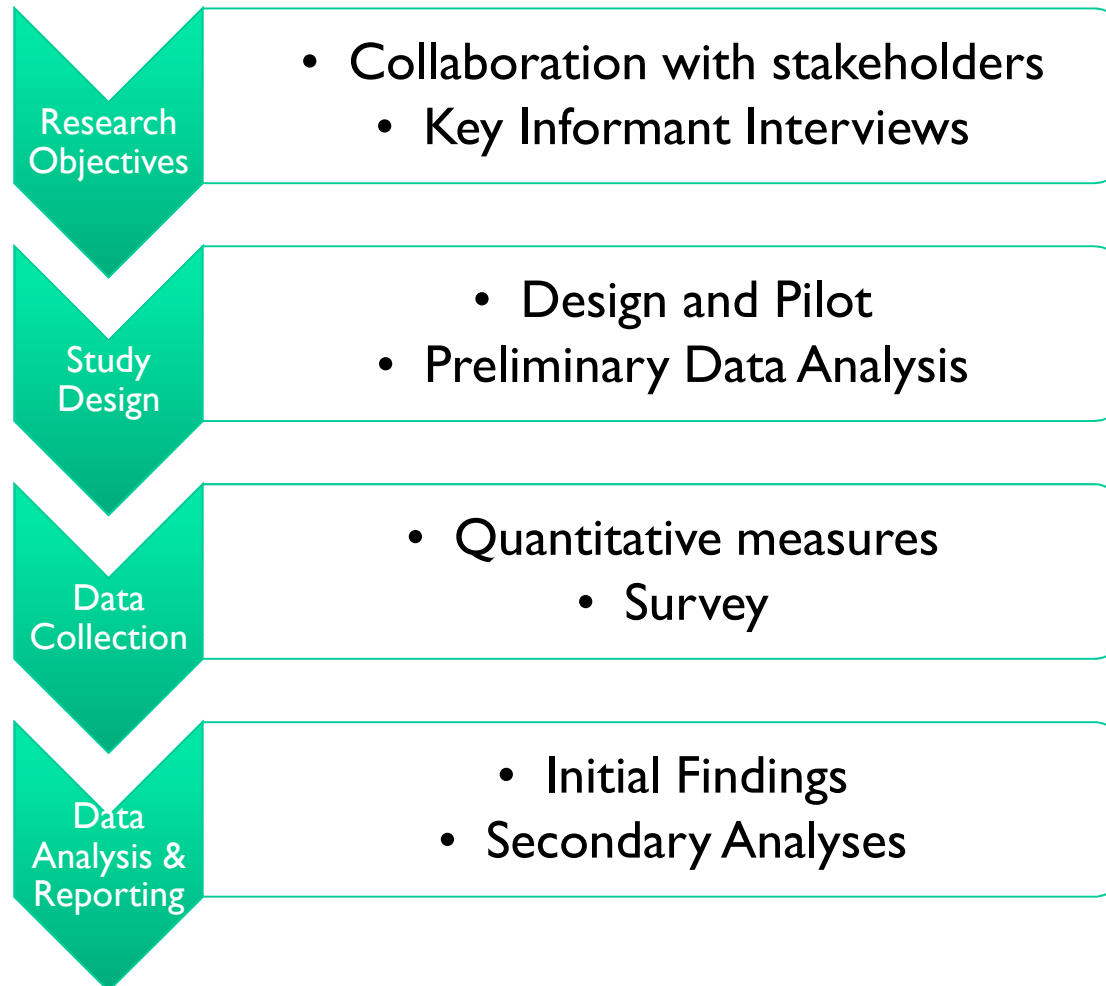 Research
Objectives
• Collaboration with stakeholders
• Key Informant Interviews
Study
Design
• Design and Pilot
• Preliminary Data Analysis
Data
Collection
• Quantitative measures
• Survey
Data
Analysis &
Reporting
• Initial Findings
• Secondary Analyses